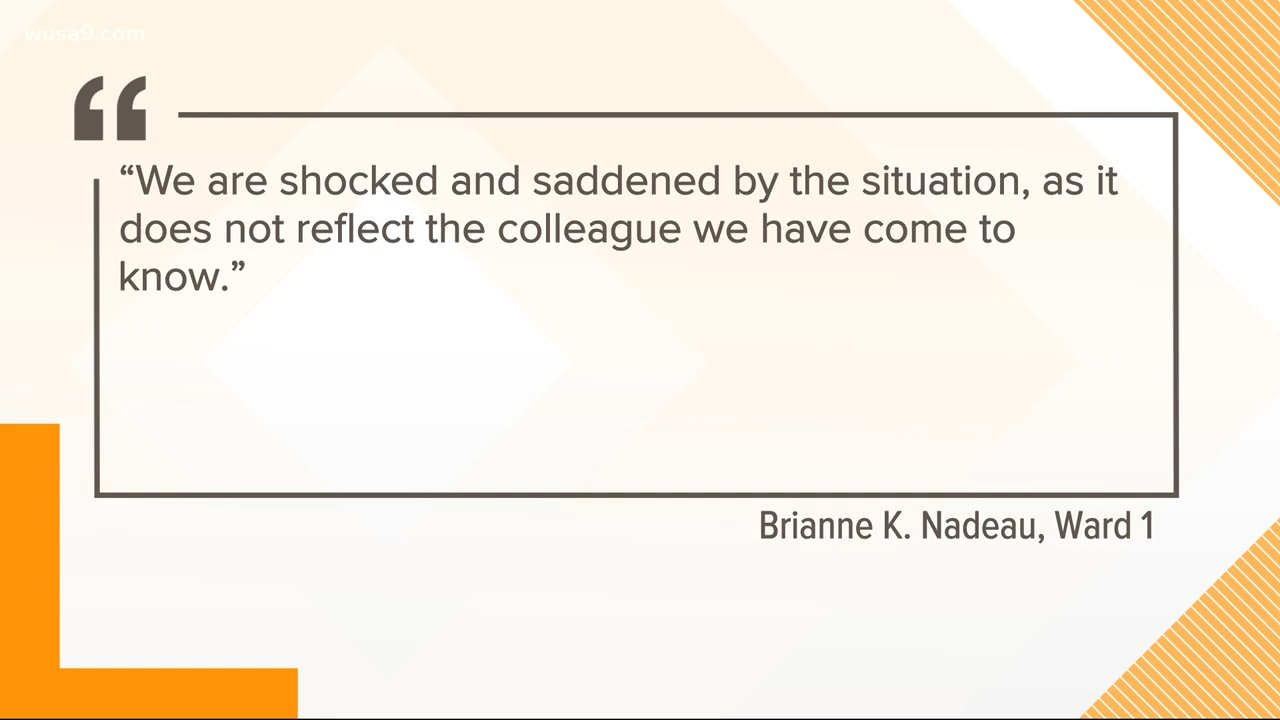 wusa9.com
“We are shocked and saddened by the situation, as it
does not reflect the colleague we have come to
know.”
Brianne K. Nadeau, Ward 1